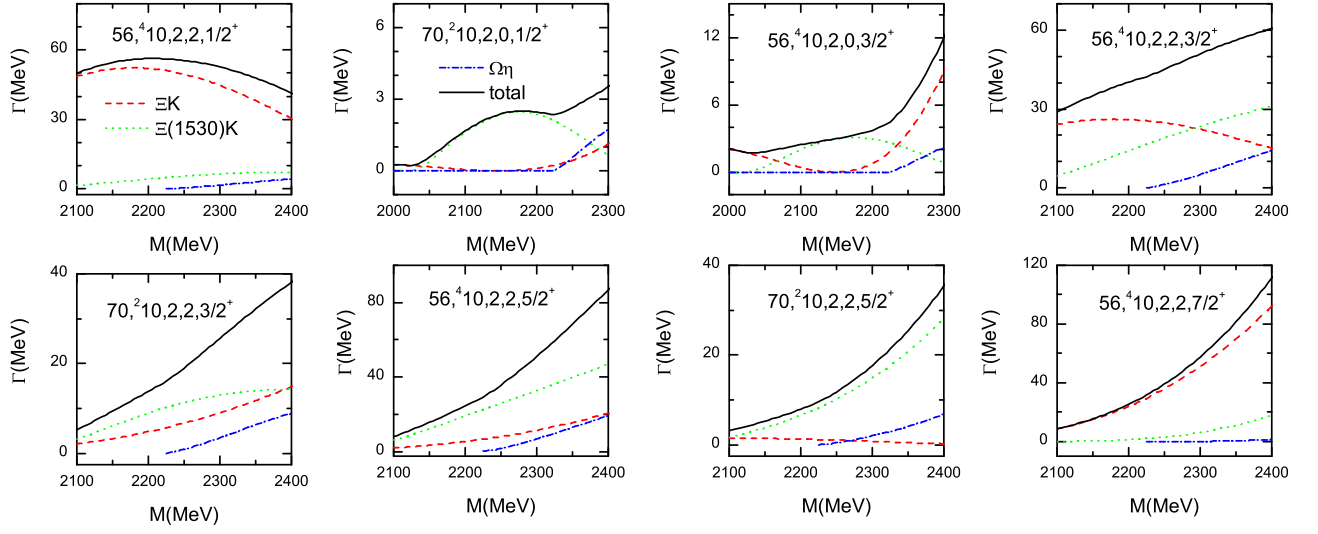 56,⁴10,2,2,1/2⁺
Γ(MeV)
60
30
0
ΞK
Ξ(1530)K
2100 2200 2300 2400
M(MeV)
70,²10,2,0,1/2⁺
Γ(MeV)
6
3
0
Ωη
total
2000 2100 2200 2300
M(MeV)
56,⁴10,2,0,3/2⁺
Γ(MeV)
12
6
0
2000 2100 2200 2300
M(MeV)
56,⁴10,2,2,3/2⁺
Γ(MeV)
60
30
0
2100 2200 2300 2400
M(MeV)
70,²10,2,2,3/2⁺
Γ(MeV)
40
20
0
2100 2200 2300 2400
M(MeV)
56,⁴10,2,2,5/2⁺
Γ(MeV)
80
40
0
2100 2200 2300 2400
M(MeV)
70,²10,2,2,5/2⁺
Γ(MeV)
40
20
0
2100 2200 2300 2400
M(MeV)
56,⁴10,2,2,7/2⁺
Γ(MeV)
120
80
40
0
2100 2200 2300 2400
M(MeV)